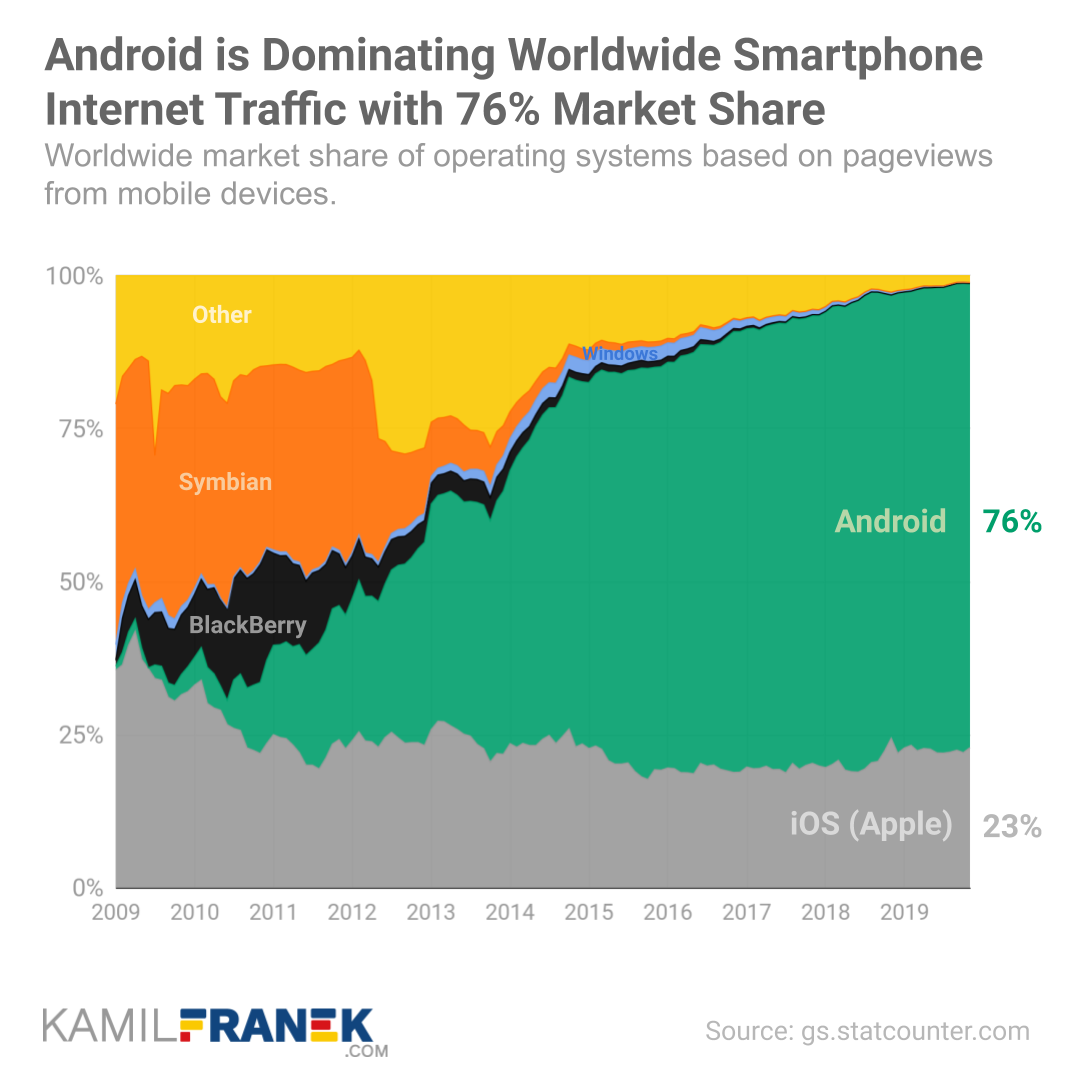 Android is Dominating Worldwide Smartphone
Internet Traffic with 76% Market Share
Worldwide market share of operating systems based on pageviews
from mobile devices.
100%
Other
Windows
75%
Symbian
Android 76%
50%
BlackBerry
25%
iOS (Apple) 23%
0%
2009 2010 2011 2012 2013 2014 2015 2016 2017 2018 2019
KAMILFRANEK
.COM
Source: gs.statcounter.com